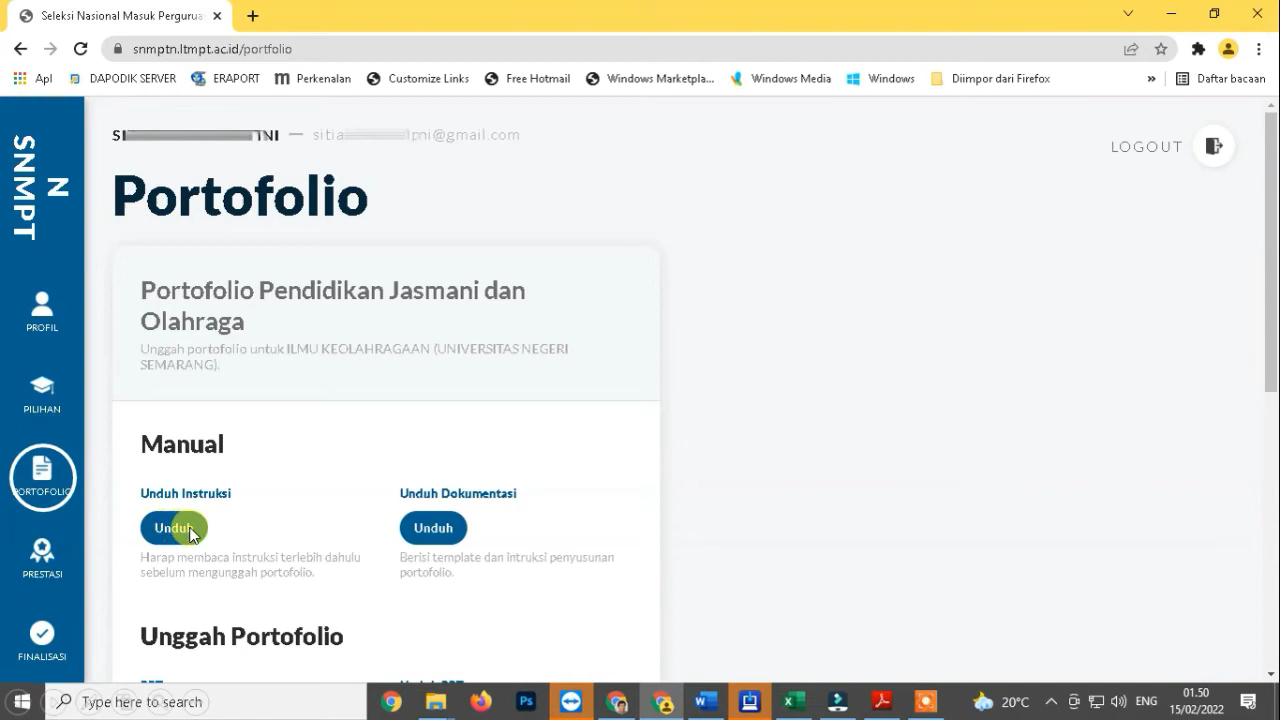 Seleksi Nasional Masuk Pergurua
snmptn.ltmpt.ac.id/portfolio
Apl DAPODIK SERVER ERAPORT Perkenalan Customize Links Free Hotmail Windows Marketpla... Windows Media Windows Diimpor dari Firefox » Daftar bacaan
SNMPT
N
PROFIL
PILIHAN
PORTOFOLIO
PRESTASI
FINALISASI
LOGOUT
Portofolio
Portofolio Pendidikan Jasmani dan
Olahraga
Unggah portofolio untuk ILMU KEOLAHRAGAAN (UNIVERSITAS NEGERI
SEMARANG).
Manual
Unduh Instruksi
Unduh
Harap membaca instruksi terlebih dahulu
sebelum mengunggah portofolio.
Unduh Dokumentasi
Unduh
Berisi template dan intruksi penyusunan
portofolio.
Unggah Portofolio
Type here to search
20°C
ENG
01.50
15/02/2022